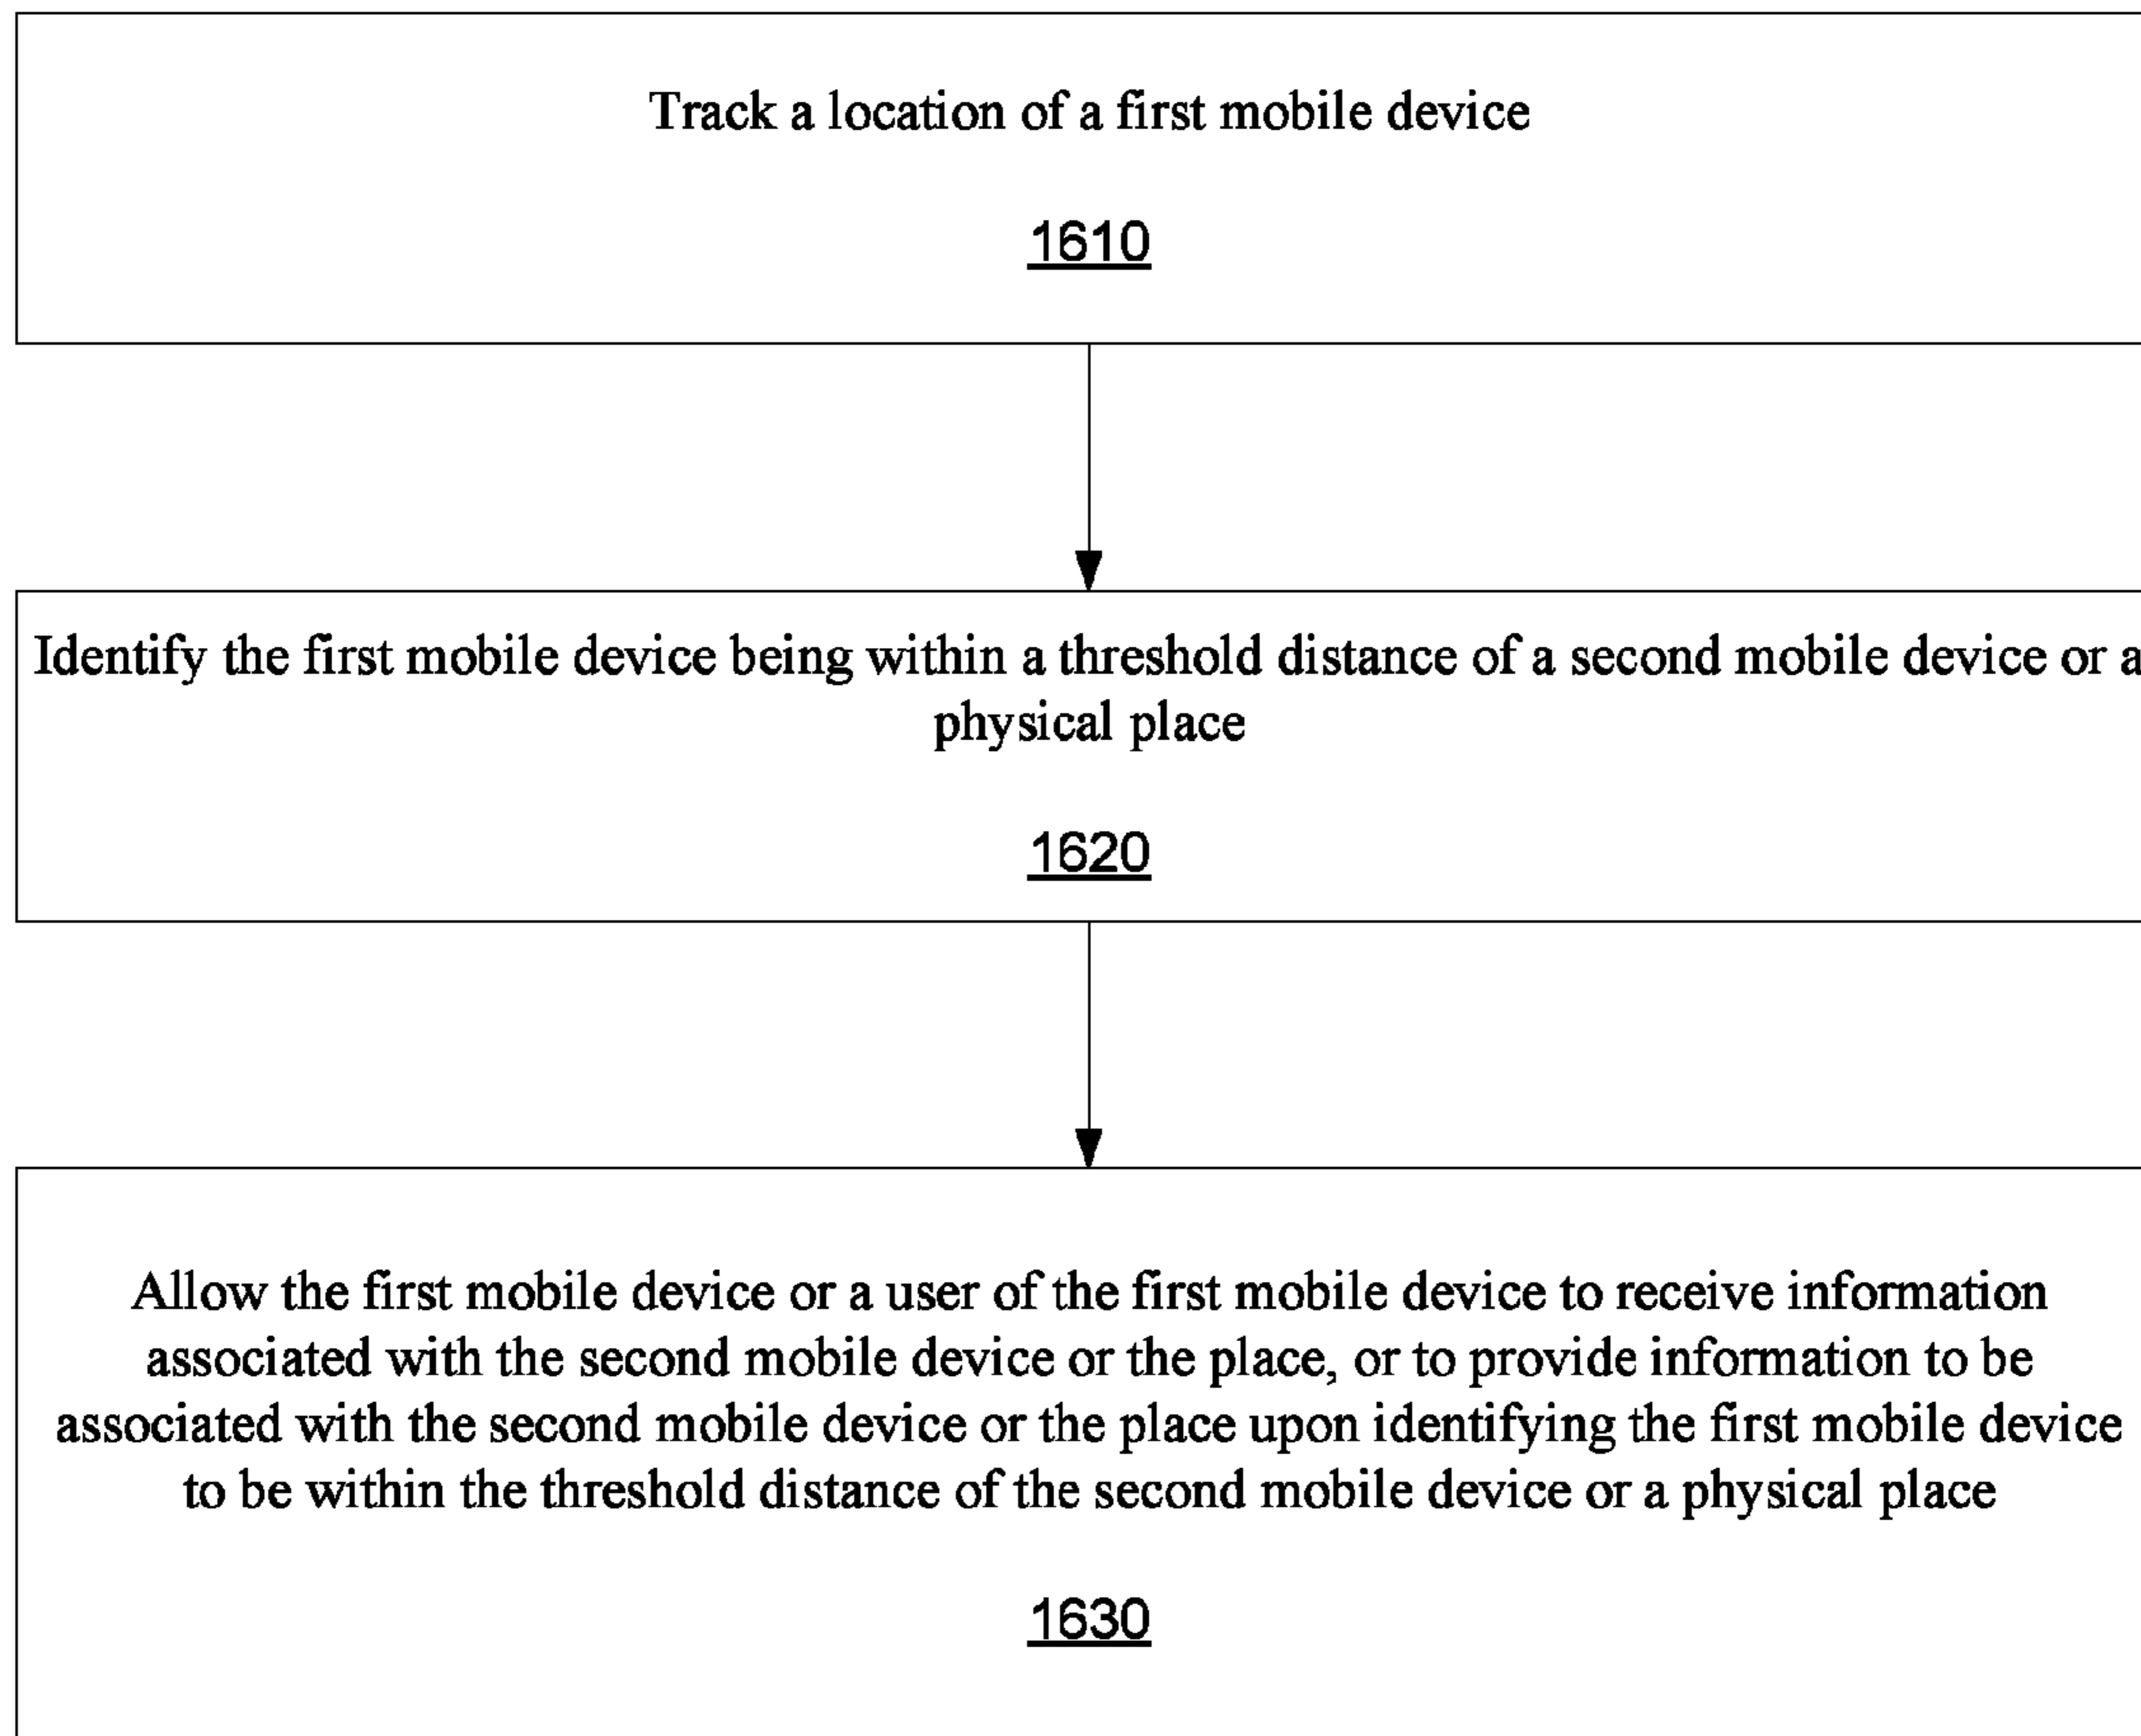 Track a location of a first mobile device
1610
Identify the first mobile device being within a threshold distance of a second mobile device or a
physical place
1620
Allow the first mobile device or a user of the first mobile device to receive information
associated with the second mobile device or the place, or to provide information to be
associated with the second mobile device or the place upon identifying the first mobile device
to be within the threshold distance of the second mobile device or a physical place
1630